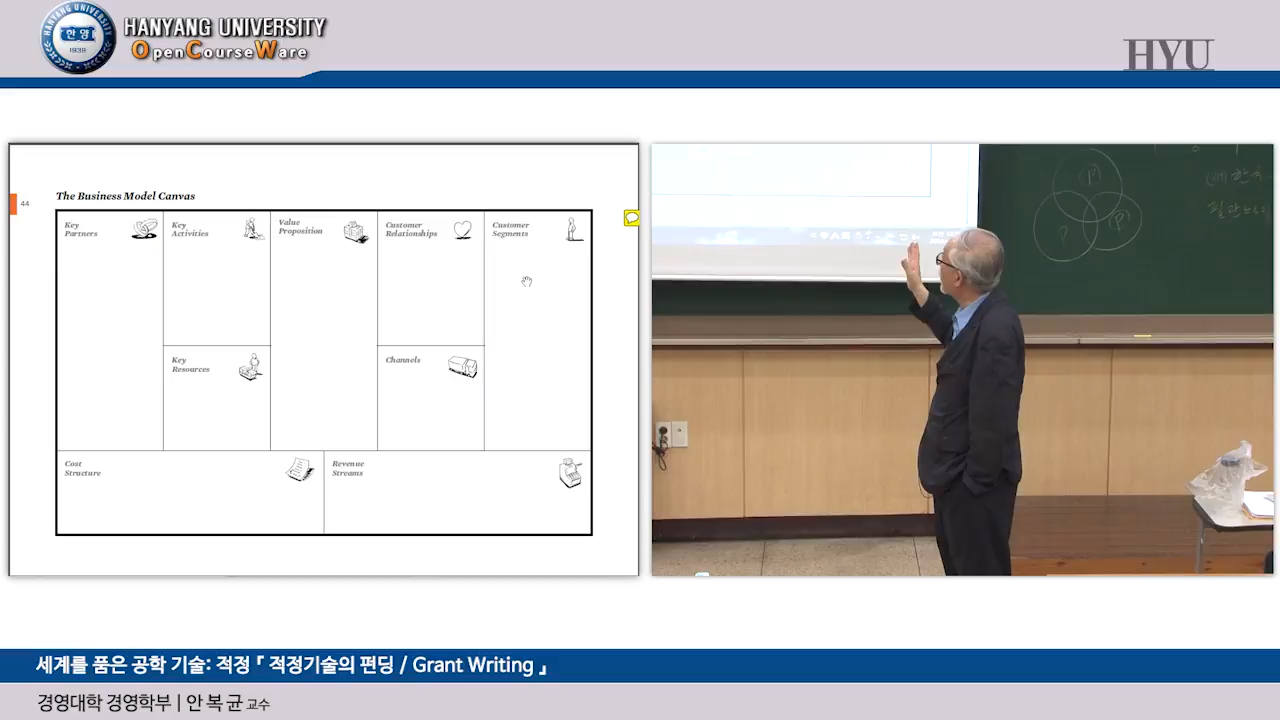 한양
1939
HANYANG UNIVERSITY
OpenCourseWare
HYU
44
The Business Model Canvas
Key
Partners
Key
Activities
Value
Proposition
Customer
Relationships
Customer
Segments
Key
Resources
Channels
Cost
Structure
Revenue
Streams
(P)
(P)
P
세계를 품은 공학 기술: 적정 『 적정기술의 펀딩 / Grant Writing 』
경영대학 경영학부 | 안 복 균 교수